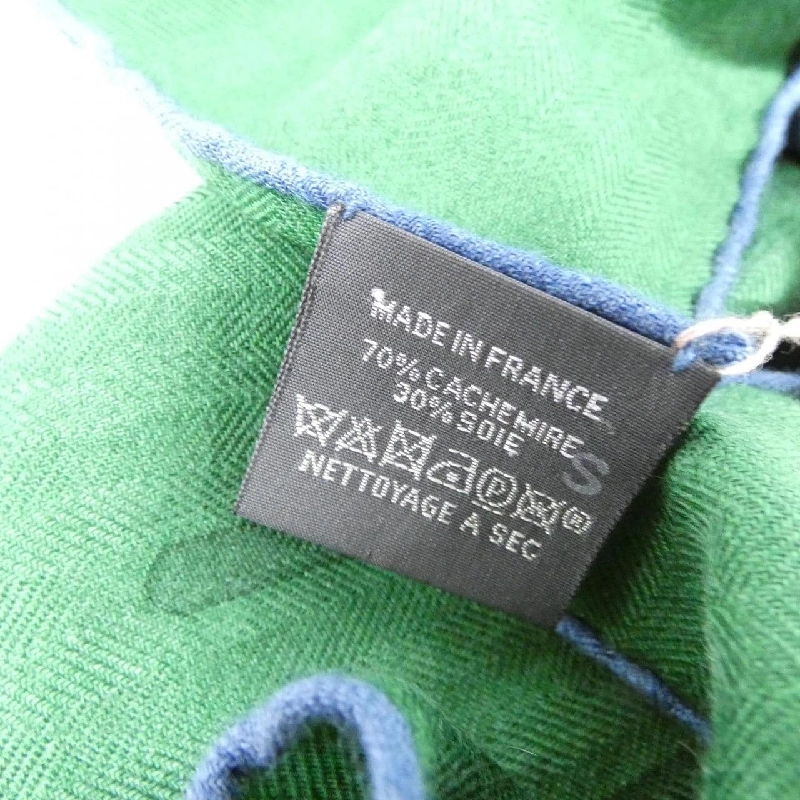 MADE IN FRANCE
70% CACHEMIRE
30% SOIE
S
P ®
NETTOYAGE A SEC